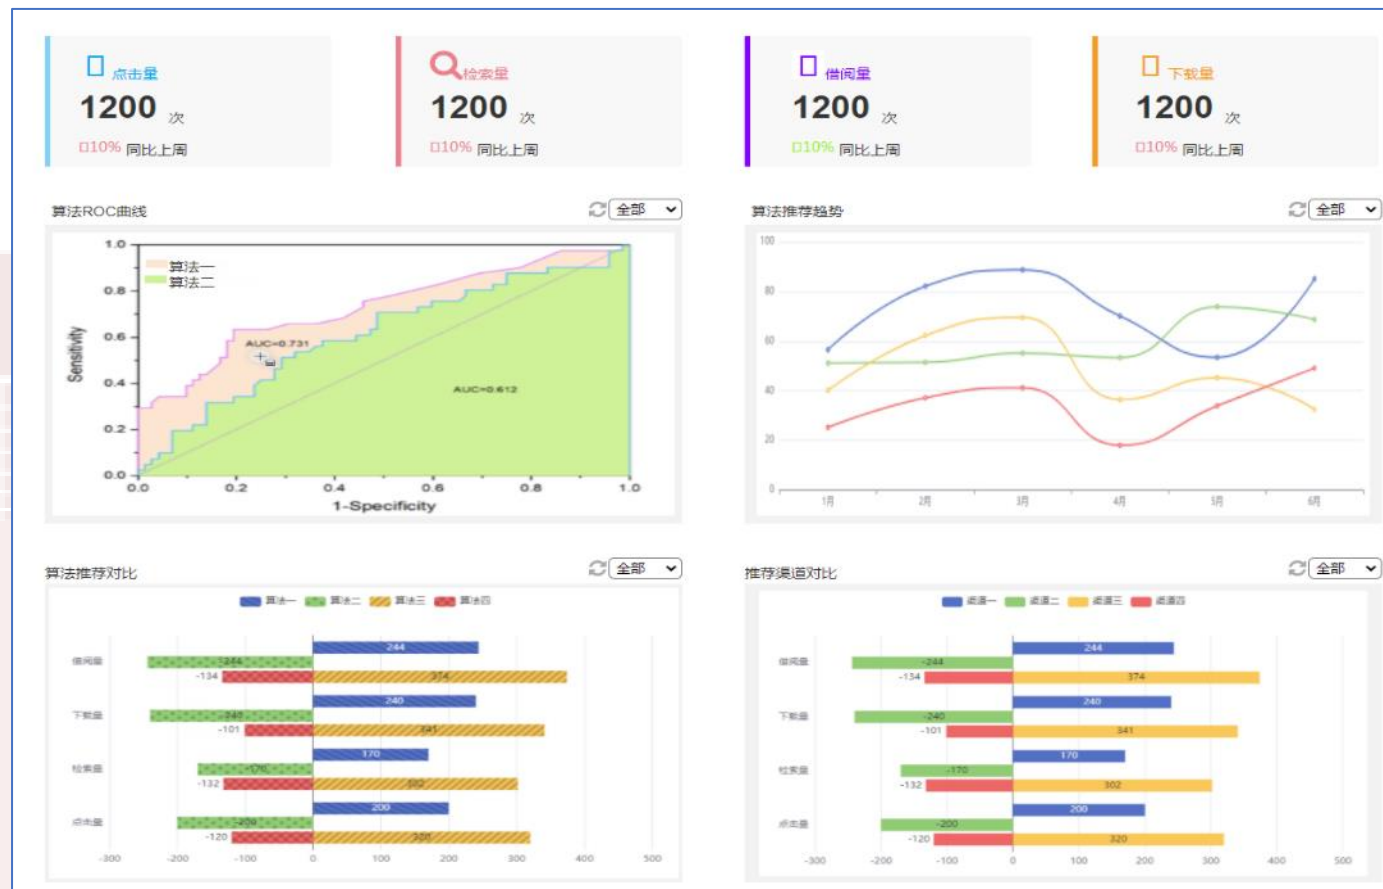 点击量
1200 次
10% 同比上周
检索量
1200 次
10% 同比上周
借阅量
1200 次
10% 同比上周
下载量
1200 次
10% 同比上周
算法ROC曲线
全部
1.0
0.8
0.6
0.4
0.2
0.0
Sensitivity
算法一
算法二
AUC=0.731
AUC=0.612
0.0 0.2 0.4 0.6 0.8 1.0
1-Specificity
算法推荐趋势
全部
100
80
60
40
20
0
1月 2月 3月 4月 5月 6月
算法推荐对比
全部
算法一 算法二 算法三 算法四
244
借阅量 -244
-134 374
240
下载量 -240
-101 341
170
检索量 -170
-132 302
200
点击量 -200
-120 320
-300 -200 -100 0 100 200 300 400 500
推荐渠道对比
全部
渠道一 渠道二 渠道三 渠道四
244
借阅量 -244
-134 374
240
下载量 -240
-101 341
170
检索量 -170
-132 302
200
点击量 -200
-120 320
-300 -200 -100 0 100 200 300 400 500